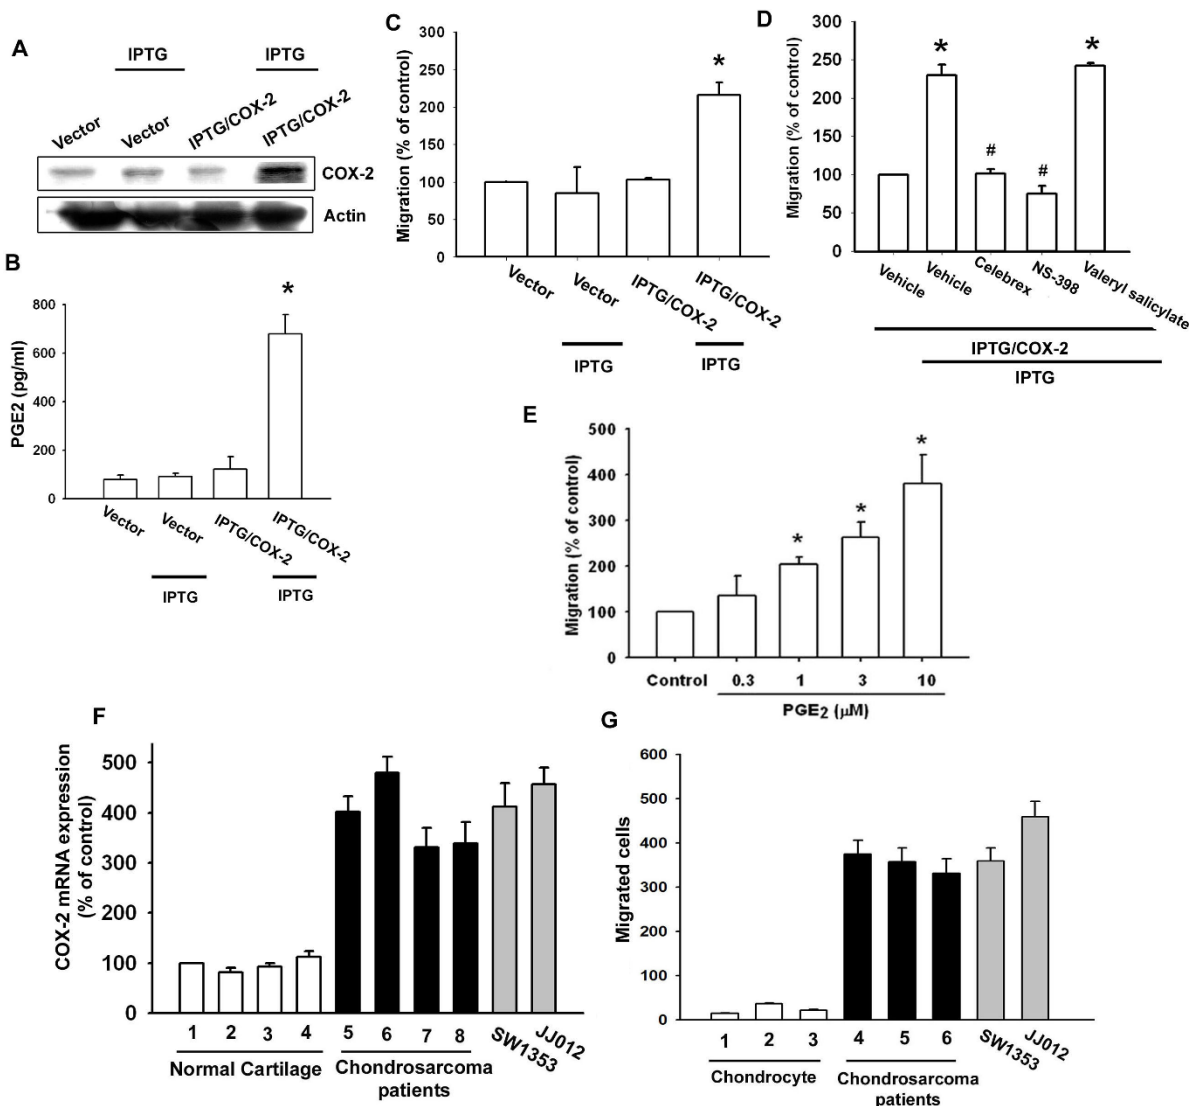 A
IPTG
IPTG
Vector
Vector
IPTG/COX-2
IPTG/COX-2
COX-2
Actin
B
PGE2 (pg/ml)
800
600
400
200
0
*
Vector
Vector
IPTG/COX-2
IPTG/COX-2
IPTG
IPTG
C
Migration (% of control)
300
250
200
150
100
50
0
*
Vector
Vector
IPTG/COX-2
IPTG/COX-2
IPTG
IPTG
D
Migration (% of control)
300
250
200
150
100
50
0
*
#
#
*
Vehicle
Vehicle
Celebrex
NS-398
Valeryl salicylate
IPTG/COX-2
IPTG
E
Migration (% of control)
500
400
300
200
100
0
*
*
*
Control
0.3
1
3
10
PGE2 (μM)
F
COX-2 mRNA expression
(% of control)
500
400
300
200
100
0
1 2 3 4 5 6 7 8 SW1353 JJ012
Normal Cartilage
Chondrosarcoma
patients
G
Migrated cells
600
500
400
300
200
100
0
1 2 3 4 5 6 SW1353 JJ012
Chondrocyte
Chondrosarcoma
patients